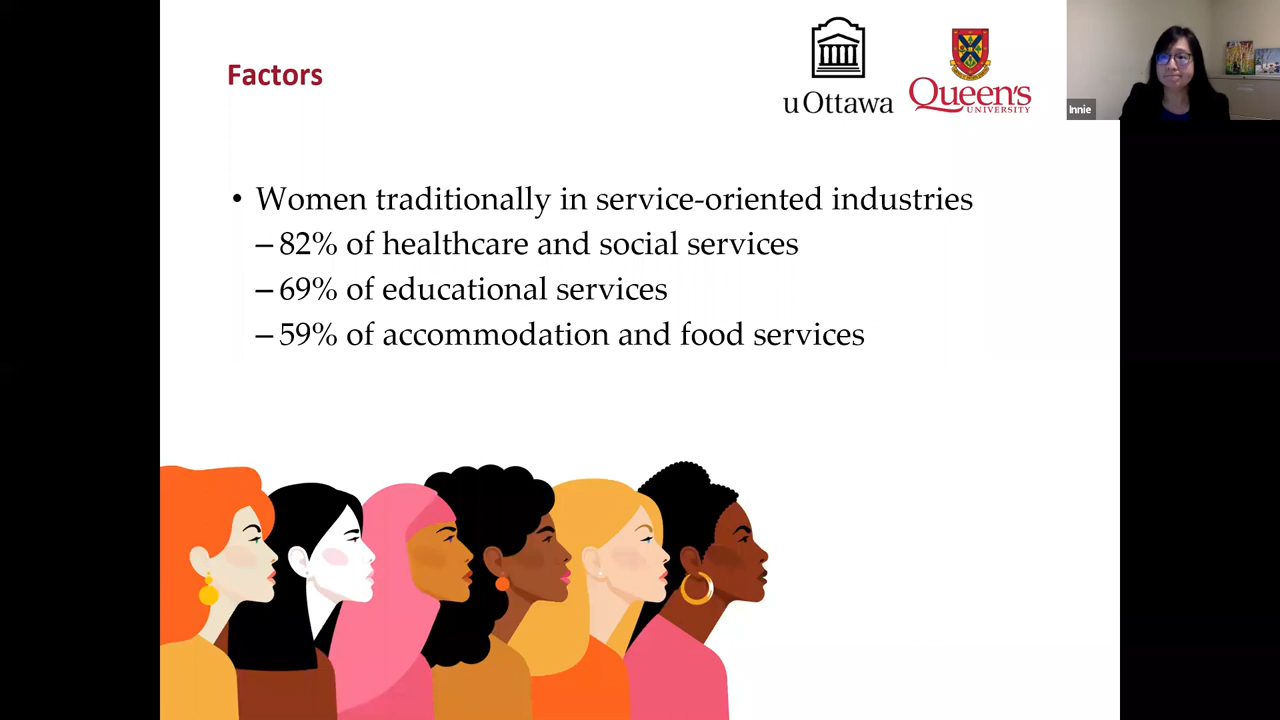 Factors
uOttawa
Queen's
UNIVERSITY
Innie
• Women traditionally in service-oriented industries
– 82% of healthcare and social services
– 69% of educational services
– 59% of accommodation and food services